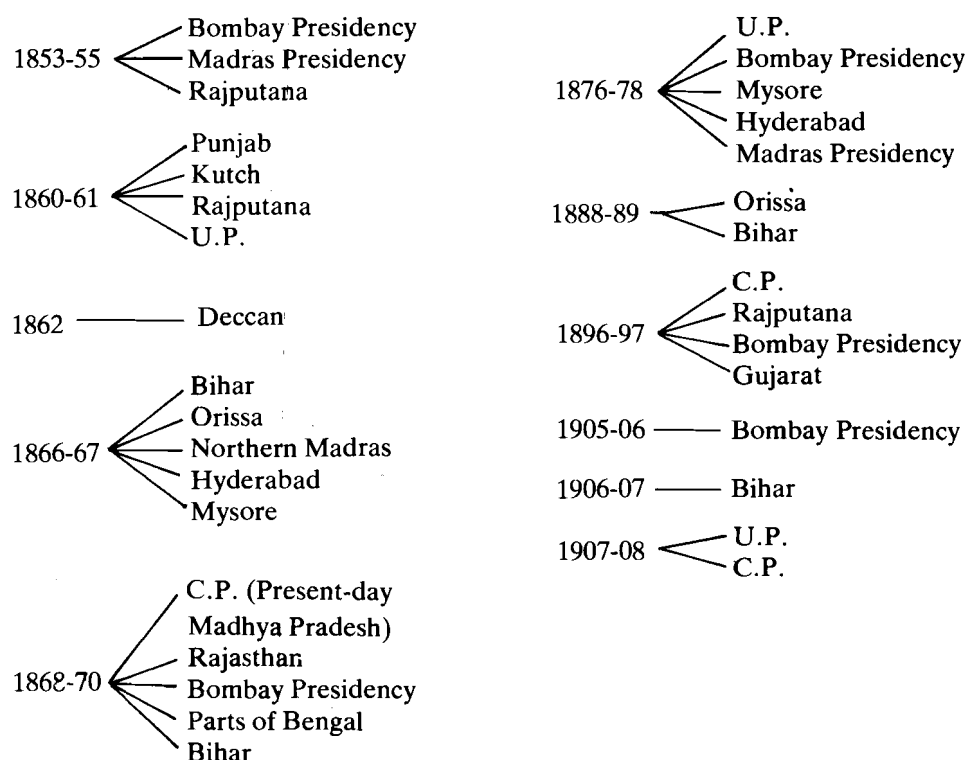 1853-55
Bombay Presidency
Madras Presidency
Rajputana
1860-61
Punjab
Kutch
Rajputana
U.P.
1862
Deccan
1866-67
Bihar
Orissa
Northern Madras
Hyderabad
Mysore
1868-70
C.P. (Present-day
Madhya Pradesh)
Rajasthan
Bombay Presidency
Parts of Bengal
Bihar
1876-78
U.P.
Bombay Presidency
Mysore
Hyderabad
Madras Presidency
1888-89
Orissa
Bihar
1896-97
C.P.
Rajputana
Bombay Presidency
Gujarat
1905-06
Bombay Presidency
1906-07
Bihar
1907-08
U.P.
C.P.